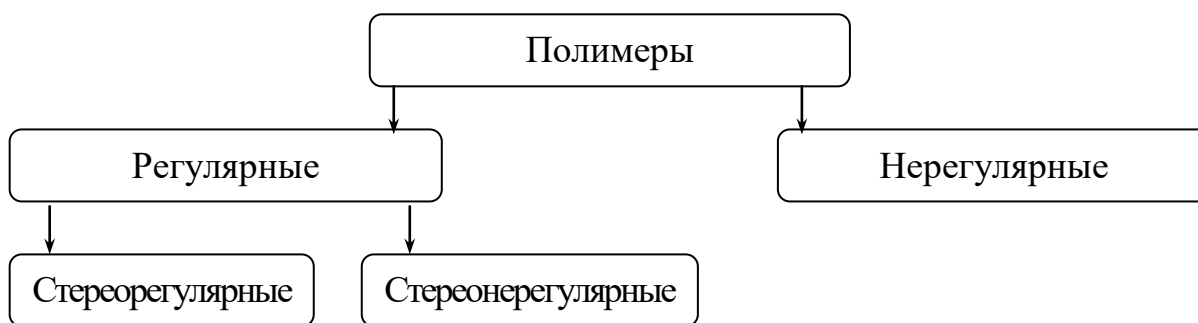 Полимеры
Регулярные
Нерегулярные
Стереорегулярные
Стереонерегулярные